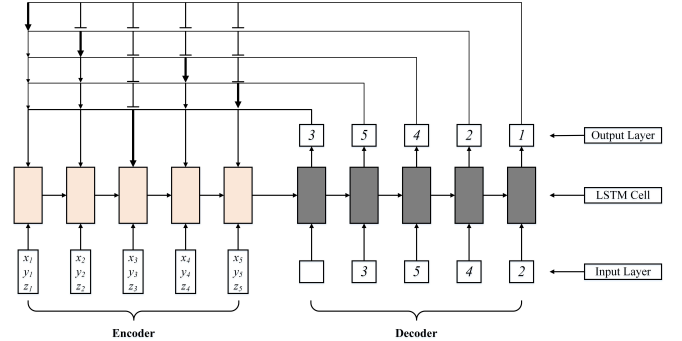 3 5 4 2 1 Output Layer
LSTM Cell
x1 x2 x3 x4 x5
y1 y2 y3 y4 y5
z1 z2 z3 z4 z5
3 5 4 2 Input Layer
Encoder Decoder